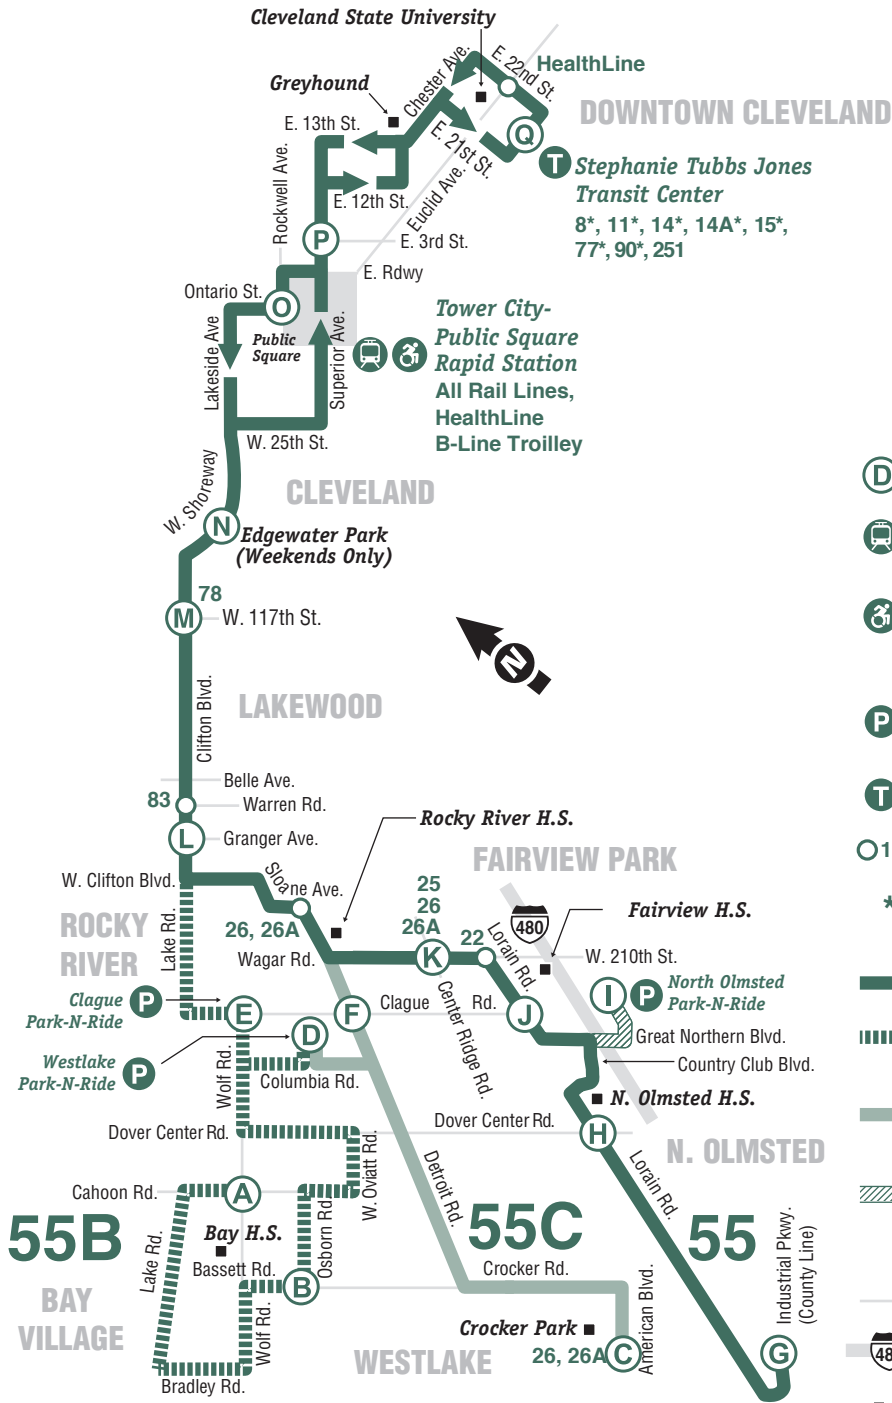 Cleveland State University
Greyhound
Chester Ave.
E. 22nd St.
HealthLine
DOWNTOWN CLEVELAND
E. 13th St.
E. 21st St.
Q
T
Stephanie Tubbs Jones
Transit Center
8*, 11*, 14*, 14A*, 15*,
77*, 90*, 251
Rockwell Ave.
E. 12th St.
Euclid Ave.
P
E. 3rd St.
E. Rdwy
Ontario St.
O
Public
Square
Lakeside Ave
Superior Ave.
Tower City-
Public Square
Rapid Station
All Rail Lines,
HealthLine
B-Line Troilley
W. 25th St.
W. Shoreway
CLEVELAND
D
N
Edgewater Park
(Weekends Only)
78
M
W. 117th St.
N
P
Clifton Blvd.
LAKEWOOD
Belle Ave.
83
Warren Rd.
T
L
Granger Ave.
Rocky River H.S.
1
FAIRVIEW PARK
W. Clifton Blvd.
Sloane Ave.
25
26
26A
480
Fairview H.S.
*
ROCKY
RIVER
Lake Rd.
26, 26A
Wagar Rd.
K
22
Lorain Rd.
W. 210th St.
Clague
Park-N-Ride
P
E
F
Clague Rd.
J
I
P
North Olmsted
Park-N-Ride
Center Ridge Rd.
Great Northern Blvd.
Westlake
Park-N-Ride
P
D
Wolf Rd.
Columbia Rd.
Country Club Blvd.
N. Olmsted H.S.
Dover Center Rd.
Dover Center Rd.
H
W. Oviatt Rd.
N. OLMSTED
Cahoon Rd.
A
Detroit Rd.
Lorain Rd.
55B
Lake Rd.
Bay H.S.
Osborn Rd.
55C
55
Bassett Rd.
B
Crocker Rd.
Industrial Pkwy.
(County Line)
BAY
VILLAGE
Wolf Rd.
American Blvd.
Crocker Park
WESTLAKE
26, 26A
C
G
48
Bradley Rd.